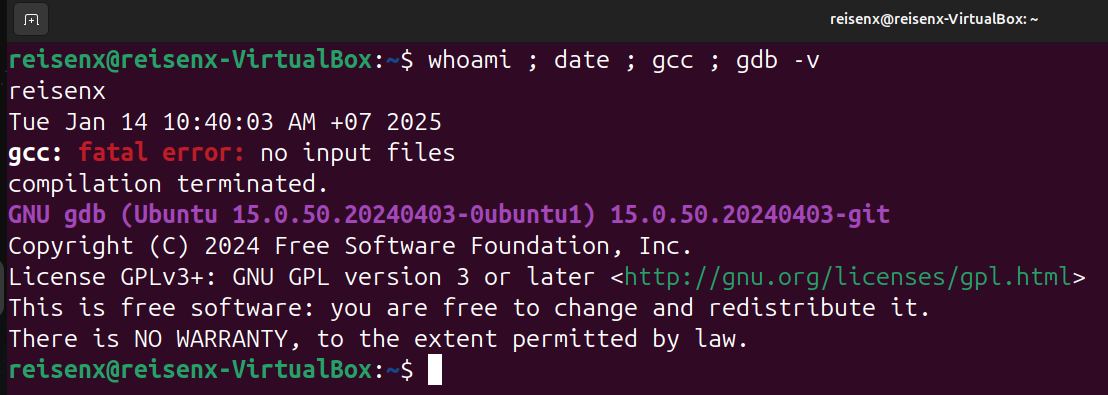 reisenx@reisenx-VirtualBox: ~
reisenx@reisenx-VirtualBox:~$ whoami ; date ; gcc ; gdb -v
reisenx
Tue Jan 14 10:40:03 AM +07 2025
gcc: fatal error: no input files
compilation terminated.
GNU gdb (Ubuntu 15.0.50.20240403-0ubuntu1) 15.0.50.20240403-git
Copyright (C) 2024 Free Software Foundation, Inc.
License GPLv3+: GNU GPL version 3 or later <http://gnu.org/licenses/gpl.html>
This is free software: you are free to change and redistribute it.
There is NO WARRANTY, to the extent permitted by law.
reisenx@reisenx-VirtualBox:~$